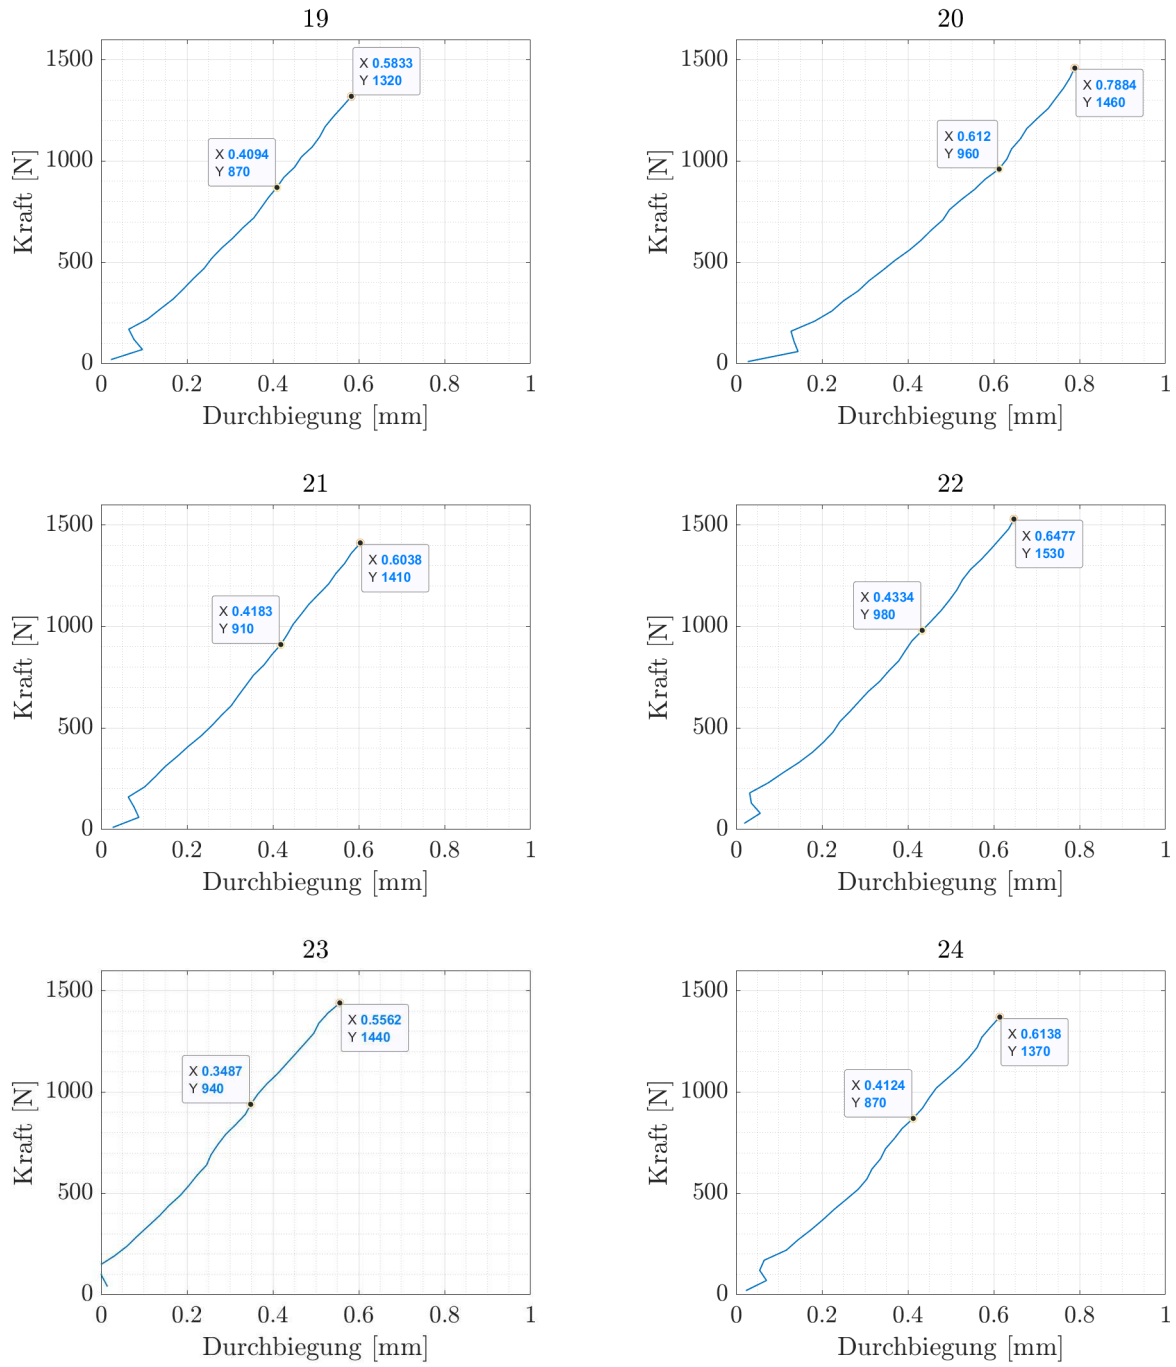 19
1500
1000
500
0
Kraft [N]
X 0.5833
Y 1320
X 0.4094
Y 870
0 0.2 0.4 0.6 0.8 1
Durchbiegung [mm]
20
1500
1000
500
0
Kraft [N]
X 0.7884
Y 1460
X 0.612
Y 960
0 0.2 0.4 0.6 0.8 1
Durchbiegung [mm]
21
1500
1000
500
0
Kraft [N]
X 0.6038
Y 1410
X 0.4183
Y 910
0 0.2 0.4 0.6 0.8 1
Durchbiegung [mm]
22
1500
1000
500
0
Kraft [N]
X 0.6477
Y 1530
X 0.4334
Y 980
0 0.2 0.4 0.6 0.8 1
Durchbiegung [mm]
23
1500
1000
500
0
Kraft [N]
X 0.5562
Y 1440
X 0.3487
Y 940
0 0.2 0.4 0.6 0.8 1
Durchbiegung [mm]
24
1500
1000
500
0
Kraft [N]
X 0.6138
Y 1370
X 0.4124
Y 870
0 0.2 0.4 0.6 0.8 1
Durchbiegung [mm]